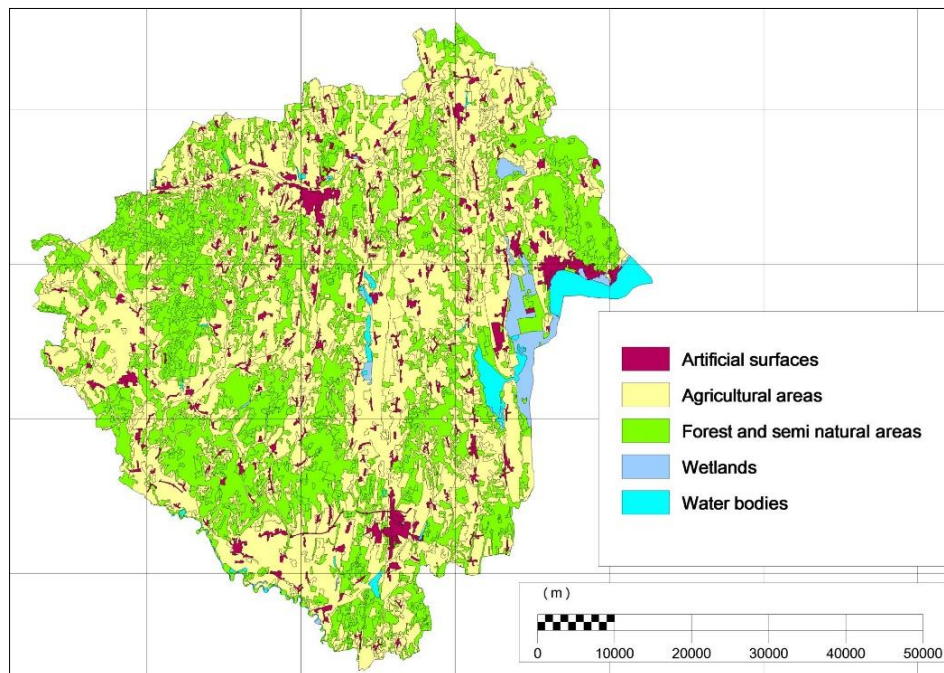 Artificial surfaces
Agricultural areas
Forest and semi natural areas
Wetlands
Water bodies
( m )
0 10000 20000 30000 40000 50000